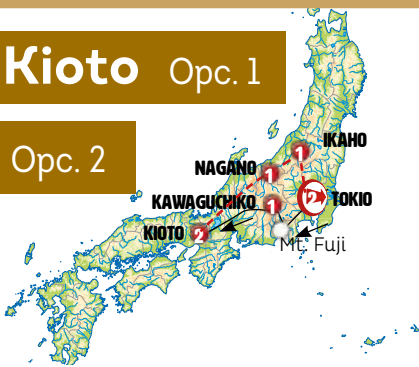 Kioto Opc. 1
Opc. 2
IKAHO
1
NAGANO
1
KAWAGUCHIKO
1
2
TOKIO
KIOTO
2
Mt. Fuji